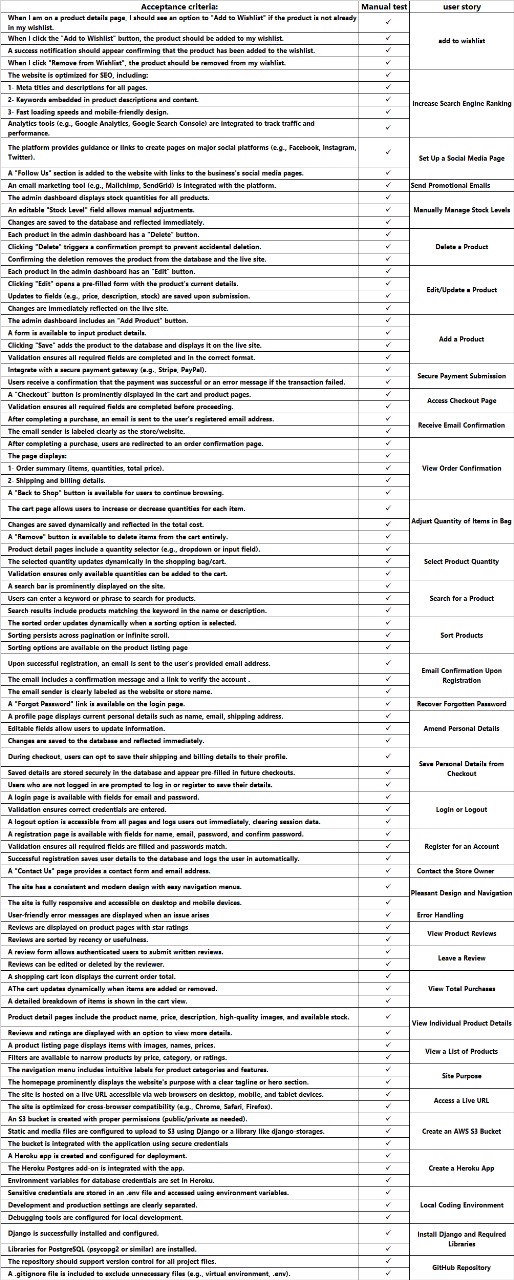 Acceptance criteria: Manual test user story
When I am on a product details page, I should see an option to "Add to Wishlist" if the product is not already
in my wishlist. ✓
add to wishlist
When I click the "Add to Wishlist" button, the product should be added to my wishlist. ✓
A success notification should appear confirming that the product has been added to the wishlist. ✓
When I click "Remove from Wishlist", the product should be removed from my wishlist. ✓
The website is optimized for SEO, including: ✓
Increase Search Engine Ranking
1- Meta titles and descriptions for all pages. ✓
2- Keywords embedded in product descriptions and content. ✓
3- Fast loading speeds and mobile-friendly design. ✓
Analytics tools (e.g., Google Analytics, Google Search Console) are integrated to track traffic and
performance. ✓
The platform provides guidance or links to create pages on major social platforms (e.g., Facebook, Instagram,
Twitter). ✓
Set Up a Social Media Page
A "Follow Us" section is added to the website with links to the business's social media pages. ✓
An email marketing tool (e.g., Mailchimp, SendGrid) is integrated with the platform. ✓ Send Promotional Emails
The admin dashboard displays stock quantities for all products. ✓
An editable "Stock Level" field allows manual adjustments. ✓ Manually Manage Stock Levels
Changes are saved to the database and reflected immediately. ✓
Each product in the admin dashboard has a "Delete" button. ✓
Clicking "Delete" triggers a confirmation prompt to prevent accidental deletion. ✓ Delete a Product
Confirming the deletion removes the product from the database and the live site. ✓
Each product in the admin dashboard has an "Edit" button. ✓
Clicking "Edit" opens a pre-filled form with the product's current details. ✓
Edit/Update a Product
Updates to fields (e.g., price, description, stock) are saved upon submission. ✓
Changes are immediately reflected on the live site. ✓
The admin dashboard includes an "Add Product" button. ✓
A form is available to input product details. ✓
Add a Product
Clicking "Save" adds the product to the database and displays it on the live site. ✓
Validation ensures all required fields are completed and in the correct format. ✓
Integrate with a secure payment gateway (e.g., Stripe, PayPal). ✓
Secure Payment Submission
Users receive a confirmation that the payment was successful or an error message if the transaction failed. ✓
A "Checkout" button is prominently displayed in the cart and product pages. ✓
Access Checkout Page
Validation ensures all required fields are completed before proceeding. ✓
After completing a purchase, an email is sent to the user's registered email address. ✓
Receive Email Confirmation
The email sender is labeled clearly as the store/website. ✓
After completing a purchase, users are redirected to an order confirmation page. ✓
The page displays: ✓
1- Order summary (items, quantities, total price). ✓ View Order Confirmation
2- Shipping and billing details. ✓
A "Back to Shop" button is available for users to continue browsing. ✓
The cart page allows users to increase or decrease quantities for each item. ✓
Changes are saved dynamically and reflected in the total cost. ✓ Adjust Quantity of Items in Bag
A "Remove" button is available to delete items from the cart entirely. ✓
Product detail pages include a quantity selector (e.g., dropdown or input field). ✓
The selected quantity updates dynamically in the shopping bag/cart. ✓ Select Product Quantity
Validation ensures only available quantities can be added to the cart. ✓
A search bar is prominently displayed on the site. ✓
Users can enter a keyword or phrase to search for products. ✓ Search for a Product
Search results include products matching the keyword in the name or description. ✓
The sorted order updates dynamically when a sorting option is selected. ✓
Sorting persists across pagination or infinite scroll. ✓ Sort Products
Sorting options are available on the product listing page ✓
Upon successful registration, an email is sent to the user's provided email address. ✓
Email Confirmation Upon
Registration
The email includes a confirmation message and a link to verify the account . ✓
The email sender is clearly labeled as the website or store name. ✓
A "Forgot Password" link is available on the login page. ✓ Recover Forgotten Password
A profile page displays current personal details such as name, email, shipping address. ✓
Editable fields allow users to update information. ✓ Amend Personal Details
Changes are saved to the database and reflected immediately. ✓
During checkout, users can opt to save their shipping and billing details to their profile. ✓
Save Personal Details from
Checkout
Saved details are stored securely in the database and appear pre-filled in future checkouts. ✓
Users who are not logged in are prompted to log in or register to save their details. ✓
A login page is available with fields for email and password. ✓
Validation ensures correct credentials are entered. ✓ Login or Logout
A logout option is accessible from all pages and logs users out immediately, clearing session data. ✓
A registration page is available with fields for name, email, password, and confirm password. ✓
Validation ensures all required fields are filled and passwords match. ✓ Register for an Account
Successful registration saves user details to the database and logs the user in automatically. ✓
A "Contact Us" page provides a contact form and email address. ✓ Contact the Store Owner
The site has a consistent and modern design with easy navigation menus. ✓
Pleasant Design and Navigation
The site is fully responsive and accessible on desktop and mobile devices. ✓
User-friendly error messages are displayed when an issue arises ✓ Error Handling
Reviews are displayed on product pages with star ratings ✓
View Product Reviews
Reviews are sorted by recency or usefulness. ✓
A review form allows authenticated users to submit written reviews. ✓
Leave a Review
Reviews can be edited or deleted by the reviewer. ✓
A shopping cart icon displays the current order total. ✓
AThe cart updates dynamically when items are added or removed. ✓ View Total Purchases
A detailed breakdown of items is shown in the cart view. ✓
Product detail pages include the product name, price, description, high-quality images, and available stock. ✓
View Individual Product Details
Reviews and ratings are displayed with an option to view more details. ✓
A product listing page displays items with images, names, prices. ✓
View a List of Products
Filters are available to narrow products by price, category, or ratings. ✓
The navigation menu includes intuitive labels for product categories and features. ✓
Site Purpose
The homepage prominently displays the website's purpose with a clear tagline or hero section. ✓
The site is hosted on a live URL accessible via web browsers on desktop, mobile, and tablet devices. ✓
Access a Live URL
The site is optimized for cross-browser compatibility (e.g., Chrome, Safari, Firefox). ✓
An S3 bucket is created with proper permissions (public/private as needed). ✓
Static and media files are configured to upload to S3 using Django or a library like django-storages. ✓ Create an AWS S3 Bucket
The bucket is integrated with the application using secure credentials ✓
A Heroku app is created and configured for deployment. ✓
The Heroku Postgres add-on is integrated with the app. ✓ Create a Heroku App
Environment variables for database credentials are set in Heroku. ✓
Sensitive credentials are stored in an .env file and accessed using environment variables. ✓
Development and production settings are clearly separated. ✓ Local Coding Environment
Debugging tools are configured for local development. ✓
Django is successfully installed and configured. ✓
Install Django and Required
Libraries
Libraries for PostgreSQL (psycopg2 or similar) are installed. ✓
The repository should support version control for all project files. ✓
GitHub Repository
A .gitignore file is included to exclude unnecessary files (e.g., virtual environment, .env). ✓